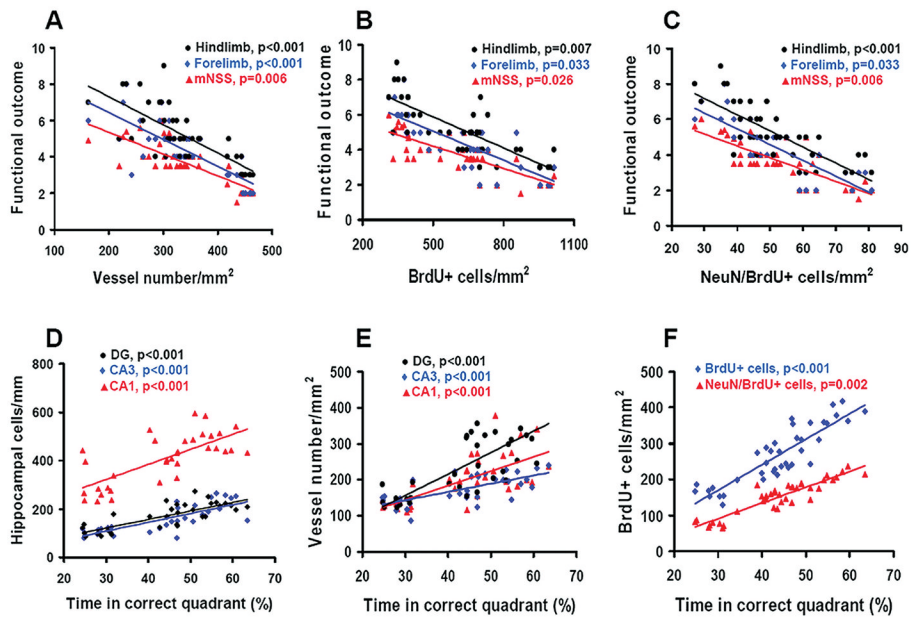 A
Hindlimb, p<0.001
Forelimb, p<0.001
mNSS, p=0.006
Functional outcome
10
8
6
4
2
0
100 200 300 400 500
Vessel number/mm2
B
Hindlimb, p=0.007
Forelimb, p=0.033
mNSS, p=0.026
Functional outcome
10
8
6
4
2
0
200 500 800 1100
BrdU+ cells/mm2
C
Hindlimb, p<0.001
Forelimb, p=0.033
mNSS, p=0.006
Functional outcome
10
8
6
4
2
0
20 30 40 50 60 70 80 90
NeuN/BrdU+ cells/mm2
D
DG, p<0.001
CA3, p<0.001
CA1, p<0.001
Hippocampal cells/mm
800
600
400
200
0
20 30 40 50 60 70
Time in correct quadrant (%)
E
DG, p<0.001
CA3, p<0.001
CA1, p<0.001
Vessel number/mm2
500
400
300
200
100
0
20 30 40 50 60 70
Time in correct quadrant (%)
F
BrdU+ cells, p<0.001
NeuN/BrdU+ cells, p=0.002
BrdU+ cells/mm2
500
400
300
200
100
0
20 30 40 50 60 70
Time in correct quadrant (%)